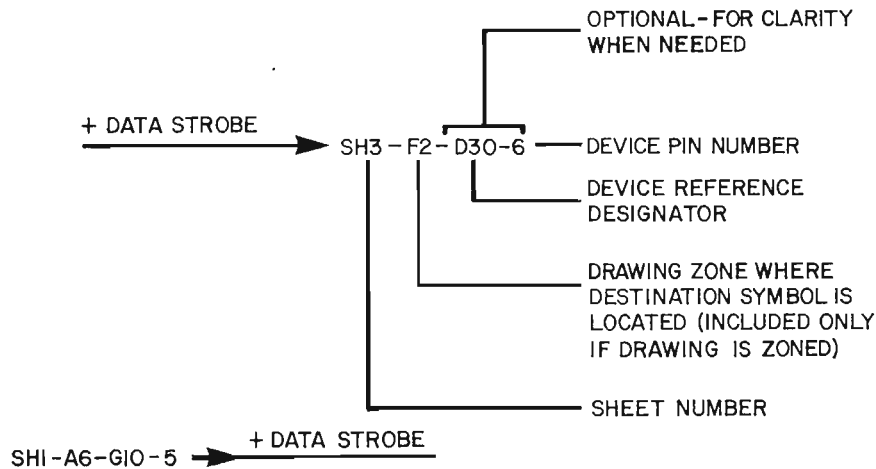 OPTIONAL-FOR CLARITY
WHEN NEEDED
+ DATA STROBE
SH3-F2-D30-6
DEVICE PIN NUMBER
DEVICE REFERENCE
DESIGNATOR
DRAWING ZONE WHERE
DESTINATION SYMBOL IS
LOCATED (INCLUDED ONLY
IF DRAWING IS ZONED)
SHEET NUMBER
SH1-A6-G10-5
+ DATA STROBE